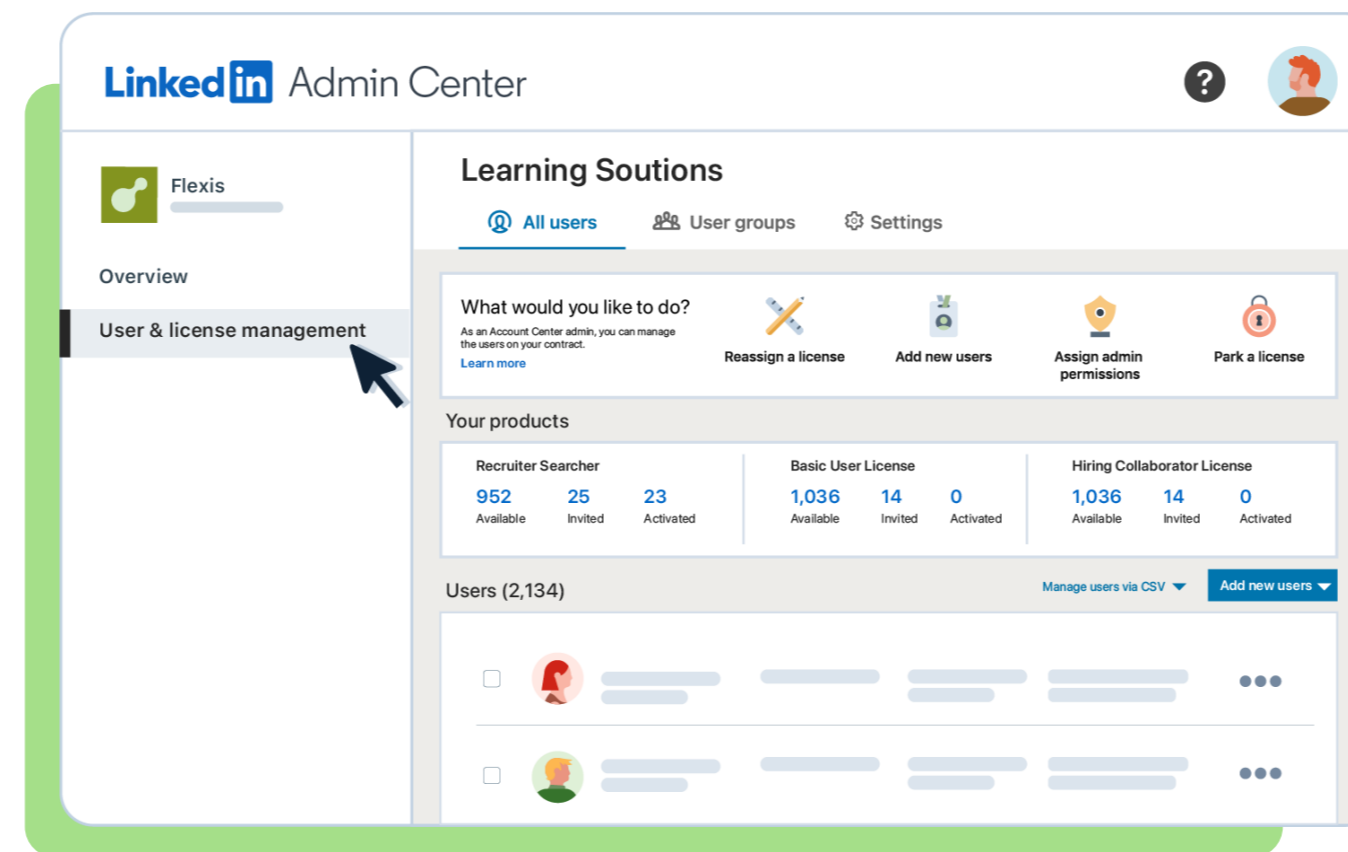 Linkedin Admin Center
?
Flexis
Overview
User & license management
Learning Soutions
All users User groups Settings
What would you like to do?
As an Account Center admin, you can manage
the users on your contract.
Learn more
Reassign a license
Add new users
Assign admin
permissions
Park a license
Your products
Recruiter Searcher
952 25 23
Available Invited Activated
Basic User License
1,036 14 0
Available Invited Activated
Hiring Collaborator License
1,036 14 0
Available Invited Activated
Users (2,134)
Manage users via CSV
Add new users